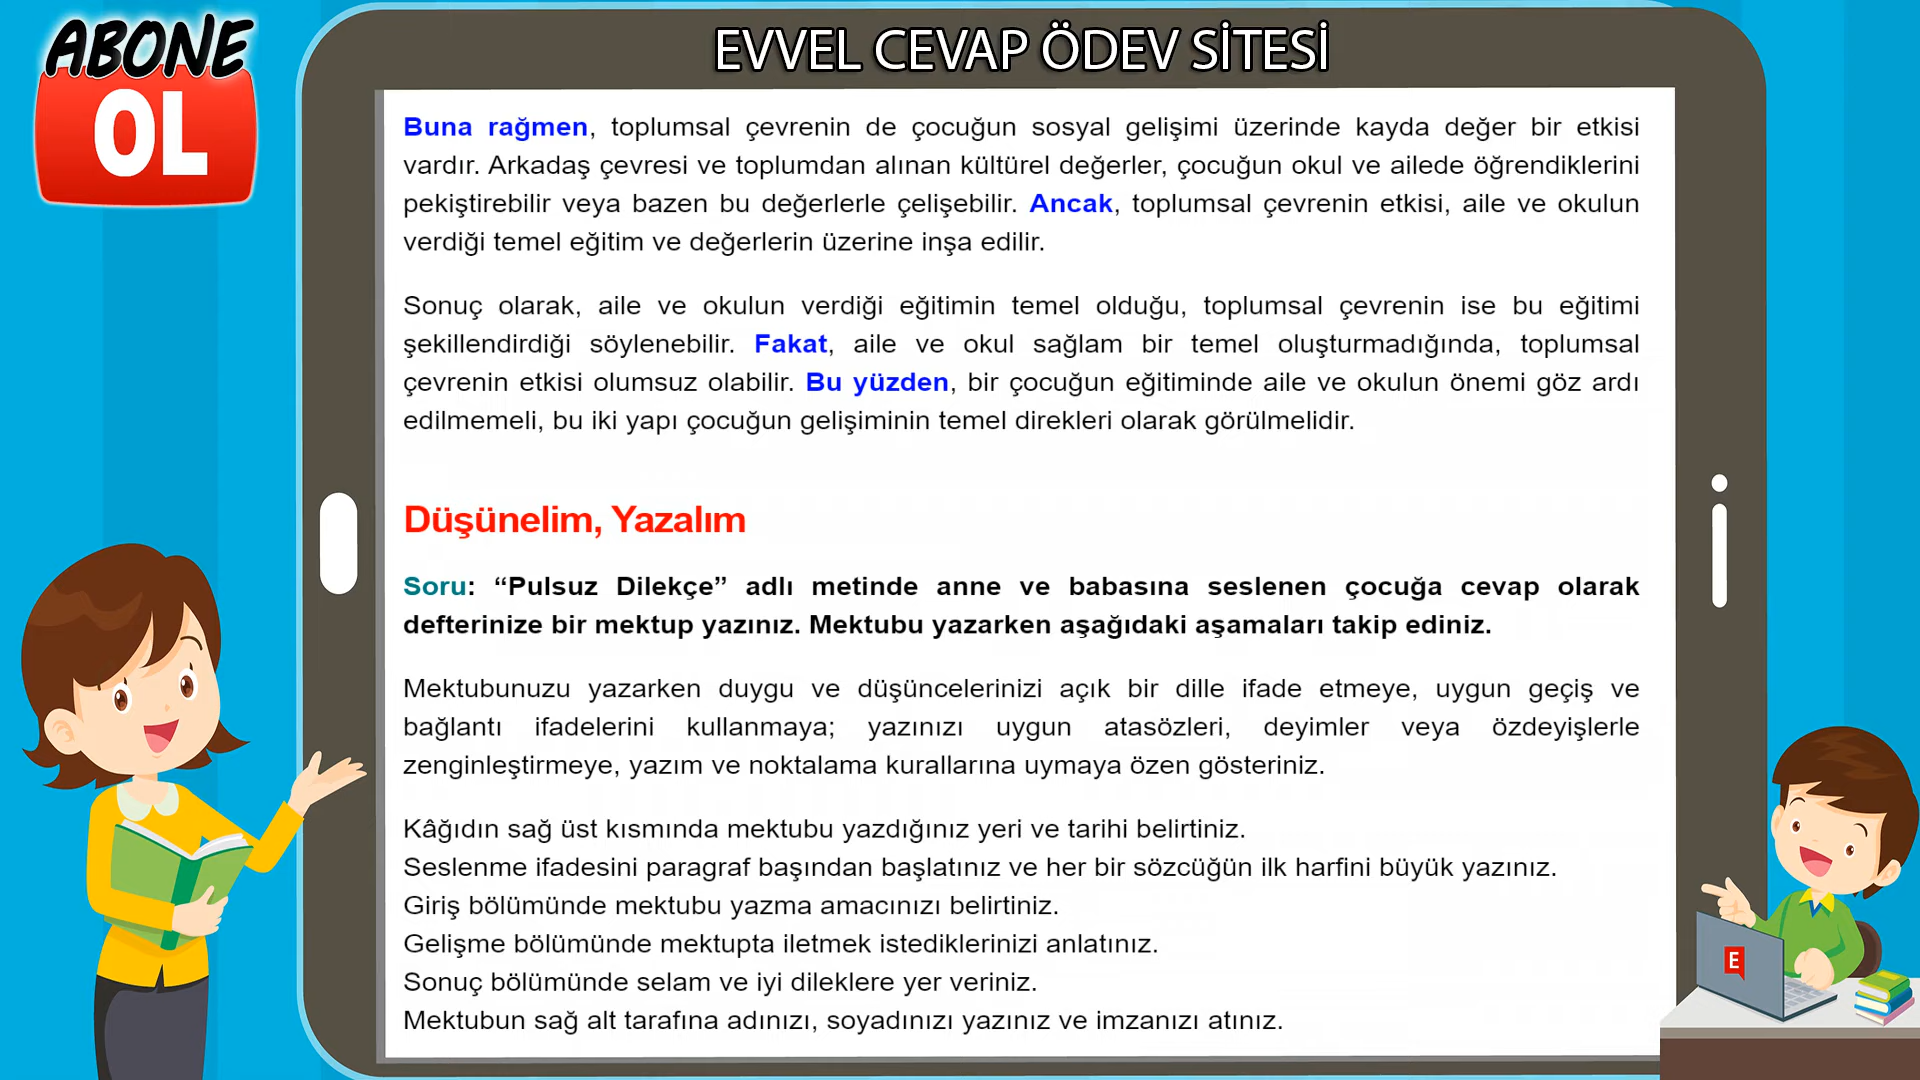 ABONE
OL
EVVEL CEVAP ÖDEV SİTESİ
Buna rağmen, toplumsal çevrenin de çocuğun sosyal gelişimi üzerinde kayda değer bir etkisi
vardır. Arkadaş çevresi ve toplumdan alınan kültürel değerler, çocuğun okul ve ailede öğrendiklerini
pekiştirebilir veya bazen bu değerlerle çelişebilir. Ancak, toplumsal çevrenin etkisi, aile ve okulun
verdiği temel eğitim ve değerlerin üzerine inşa edilir.
Sonuç olarak, aile ve okulun verdiği eğitimin temel olduğu, toplumsal çevrenin ise bu eğitimi
şekillendirdiği söylenebilir. Fakat, aile ve okul sağlam bir temel oluşturmadığında, toplumsal
çevrenin etkisi olumsuz olabilir. Bu yüzden, bir çocuğun eğitiminde aile ve okulun önemi göz ardı
edilmemeli, bu iki yapı çocuğun gelişiminin temel direkleri olarak görülmelidir.
Düşünelim, Yazalım
Soru: “Pulsuz Dilekçe” adlı metinde anne ve babasına seslenen çocuğa cevap olarak
defterinize bir mektup yazınız. Mektubu yazarken aşağıdaki aşamaları takip ediniz.
Mektubunuzu yazarken duygu ve düşüncelerinizi açık bir dille ifade etmeye, uygun geçiş ve
bağlantı ifadelerini kullanmaya; yazınızı uygun atasözleri, deyimler veya özdeyişlerle
zenginleştirmeye, yazım ve noktalama kurallarına uymaya özen gösteriniz.
Kâğıdın sağ üst kısmında mektubu yazdığınız yeri ve tarihi belirtiniz.
Seslenme ifadesini paragraf başından başlatınız ve her bir sözcüğün ilk harfini büyük yazınız.
Giriş bölümünde mektubu yazma amacınızı belirtiniz.
Gelişme bölümünde mektupta iletmek istediklerinizi anlatınız.
Sonuç bölümünde selam ve iyi dileklere yer veriniz.
Mektubun sağ alt tarafına adınızı, soyadınızı yazınız ve imzanızı atınız.
E